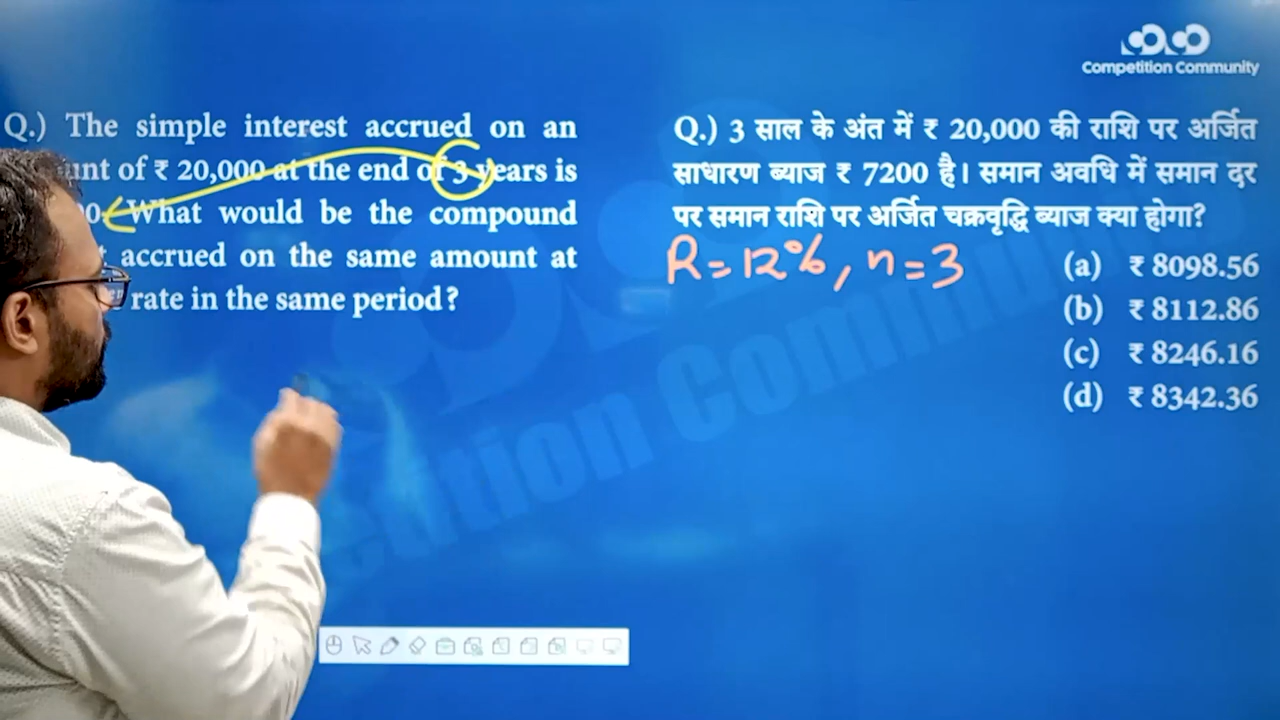 Competition Community
Q.) The simple interest accrued on an
unt of ₹ 20,000 at the end of 3 years is
0. What would be the compound
accrued on the same amount at
rate in the same period?
Q.) 3 साल के अंत में ₹ 20,000 की राशि पर अर्जित
साधारण ब्याज ₹ 7200 है। समान अवधि में समान दर
पर समान राशि पर अर्जित चक्रवृद्धि ब्याज क्या होगा?
R=12%, n=3
(a) ₹ 8098.56
(b) ₹ 8112.86
(c) ₹ 8246.16
(d) ₹ 8342.36